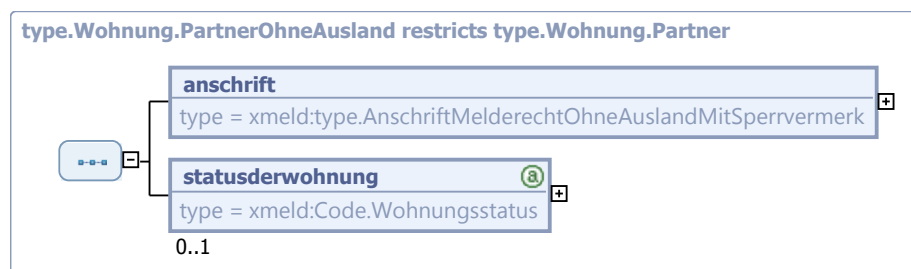 type.Wohnung.PartnerOhneAusland restricts type.Wohnung.Partner
anschrift
type = xmeld:type.AnschriftMelderechtOhneAuslandMitSperrvermerk
statusderwohnung a
type = xmeld:Code.Wohnungsstatus
0..1